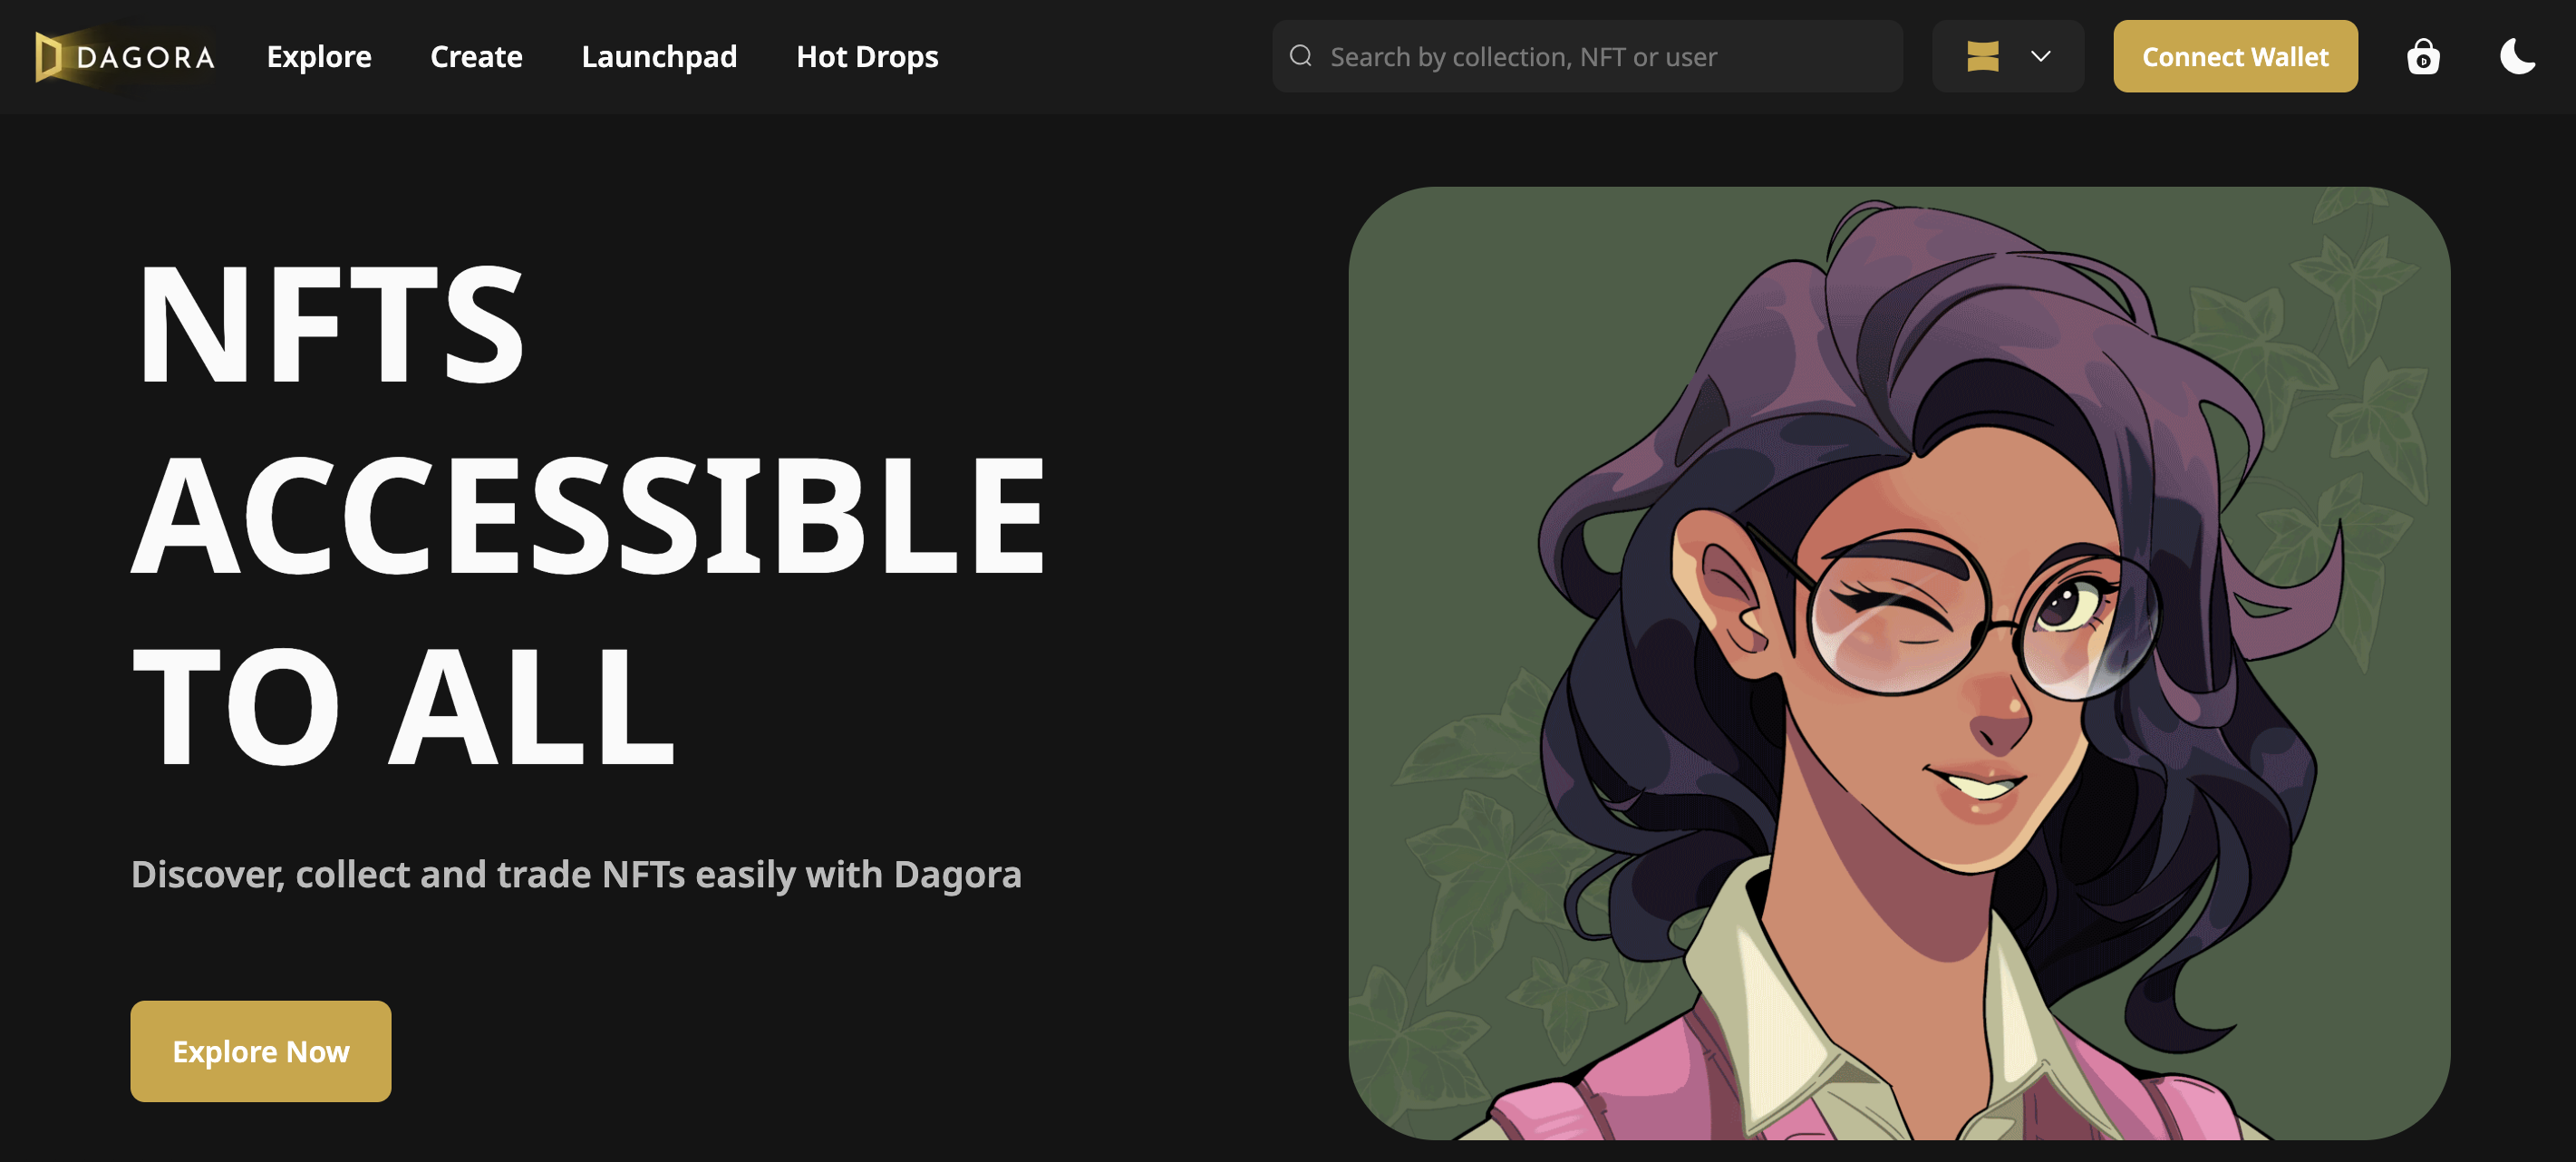 DAGORA
Explore
Create
Launchpad
Hot Drops
Search by collection, NFT or user
Connect Wallet
NFTS
ACCESSIBLE
TO ALL
Discover, collect and trade NFTs easily with Dagora
Explore Now